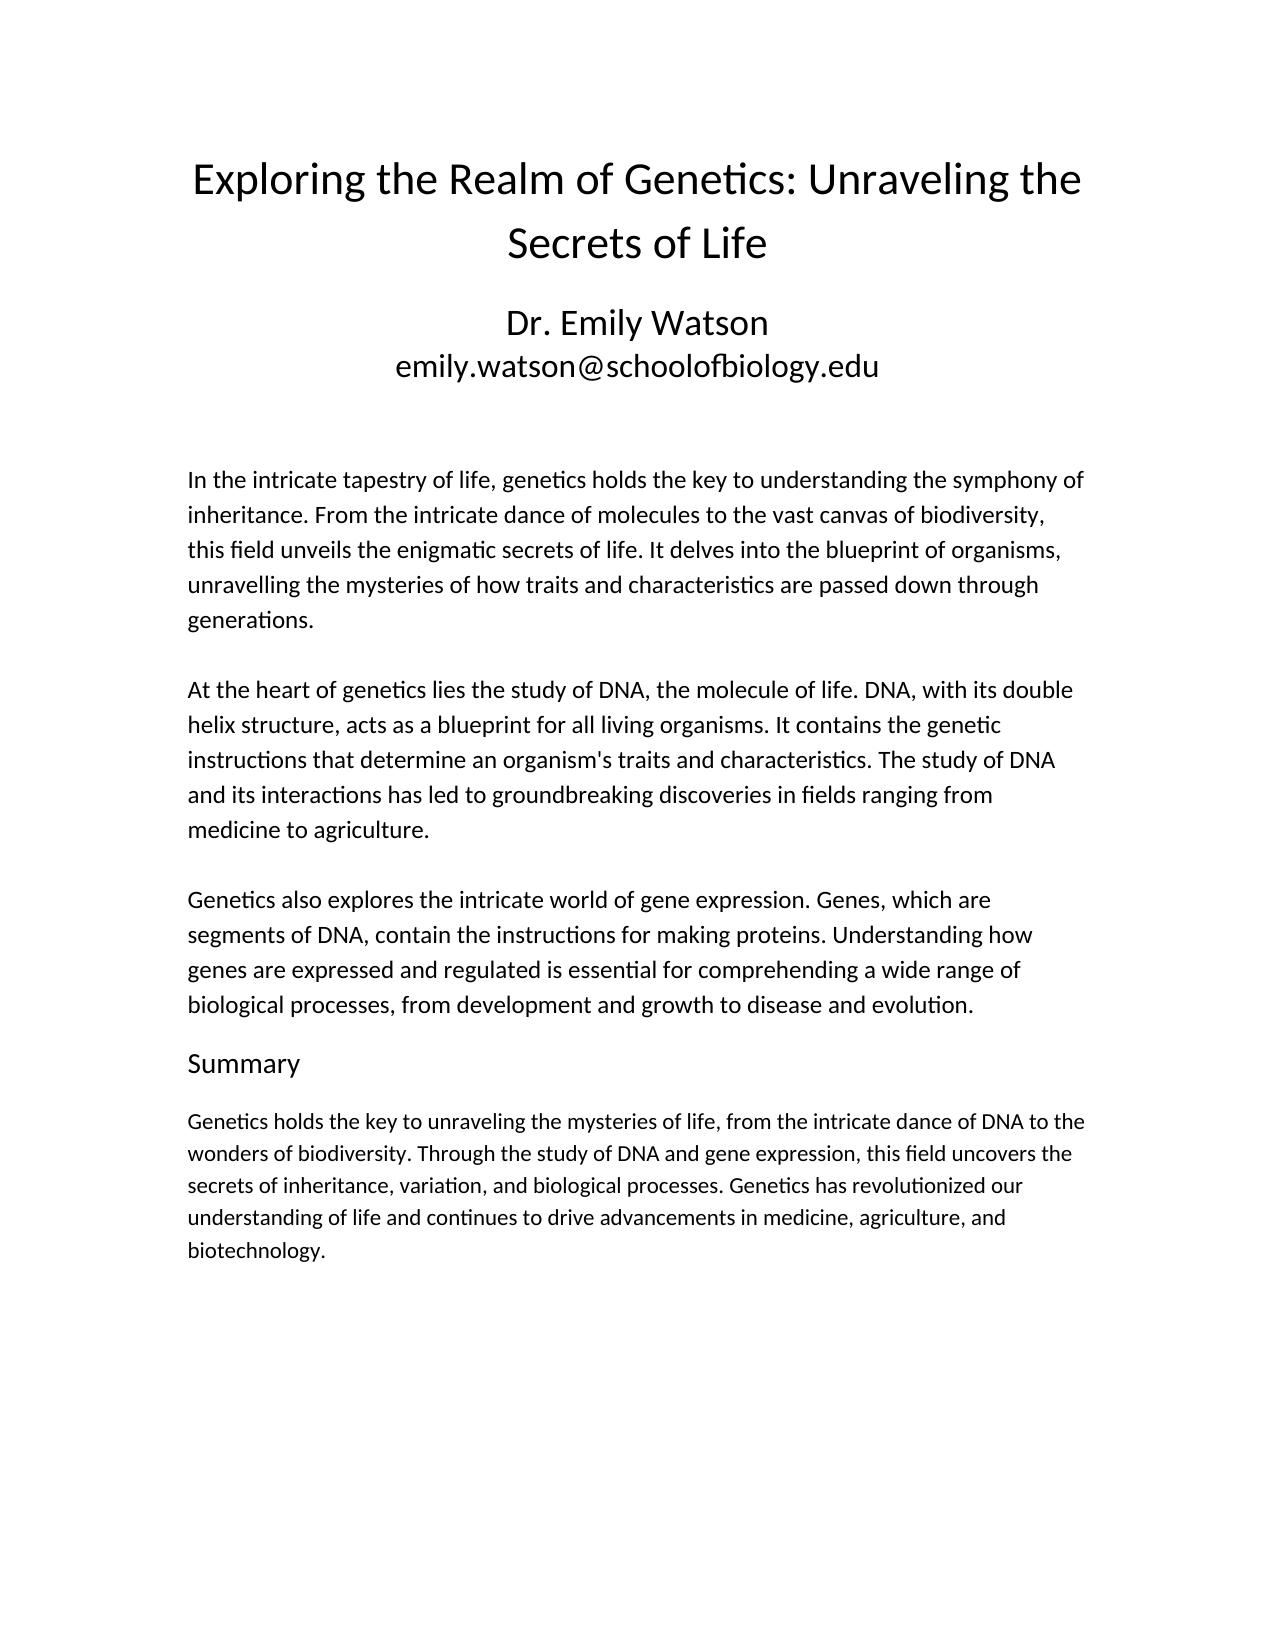 Exploring the Realm of Genetics: Unraveling the
Secrets of Life
Dr. Emily Watson
emily.watson@schoolofbiology.edu
In the intricate tapestry of life, genetics holds the key to understanding the symphony of
inheritance. From the intricate dance of molecules to the vast canvas of biodiversity,
this field unveils the enigmatic secrets of life. It delves into the blueprint of organisms,
unravelling the mysteries of how traits and characteristics are passed down through
generations.
At the heart of genetics lies the study of DNA, the molecule of life. DNA, with its double
helix structure, acts as a blueprint for all living organisms. It contains the genetic
instructions that determine an organism's traits and characteristics. The study of DNA
and its interactions has led to groundbreaking discoveries in fields ranging from
medicine to agriculture.
Genetics also explores the intricate world of gene expression. Genes, which are
segments of DNA, contain the instructions for making proteins. Understanding how
genes are expressed and regulated is essential for comprehending a wide range of
biological processes, from development and growth to disease and evolution.
Summary
Genetics holds the key to unraveling the mysteries of life, from the intricate dance of DNA to the
wonders of biodiversity. Through the study of DNA and gene expression, this field uncovers the
secrets of inheritance, variation, and biological processes. Genetics has revolutionized our
understanding of life and continues to drive advancements in medicine, agriculture, and
biotechnology.